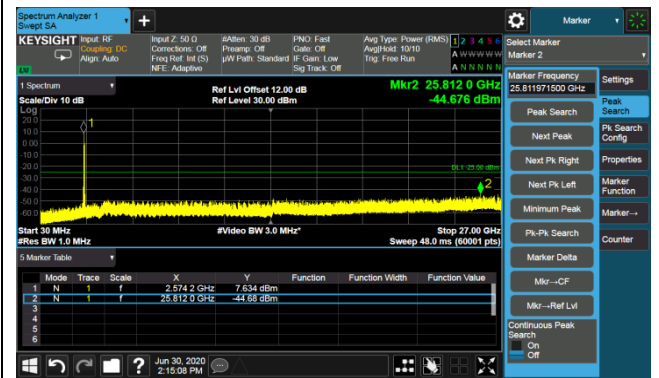 Spectrum Analyzer 1
Swept SA
+
Marker
KEYSIGHT
Input: RF
Coupling: DC
Align: Auto
Input Z: 50 Ω
Corrections: Off
Freq Ref: Int (S)
NFE: Adaptive
#Atten: 30 dB
Preamp: Off
µW Path: Standard
PNO: Fast
Gate: Off
IF Gain: Low
Sig Track: Off
Avg Type: Power (RMS)
Avg|Hold: 10/10
Trig: Free Run
1 2 3 4 5 6
A W W W W W
A N N N N N
LXI
Select Marker
Marker 2
1 Spectrum
Scale/Div 10 dB
Log
Ref Lvl Offset 12.00 dB
Ref Level 30.00 dBm
Mkr2 25.812 0 GHz
-44.676 dBm
20.0
10.0
0.00
-10.0
-20.0
-30.0
-40.0
-50.0
-60.0
1
DL1 -25.00 dBm
2
Start 30 MHz
#Res BW 1.0 MHz
#Video BW 3.0 MHz*
Stop 27.00 GHz
Sweep 48.0 ms (60001 pts)
5 Marker Table
Mode Trace Scale X Y Function Function Width Function Value
1 N 1 f 2.574 2 GHz 7.634 dBm
2 N 1 f 25.812 0 GHz -44.68 dBm
3
4
5
6
Marker Frequency
25.811971500 GHz
Peak Search
Next Peak
Next Pk Right
Next Pk Left
Minimum Peak
Pk-Pk Search
Marker Delta
Mkr→CF
Mkr→Ref Lvl
Continuous Peak
Search
On
Off
Settings
Peak
Search
Pk Search
Config
Properties
Marker
Function
Marker→
Counter
?
Jun 30, 2020
2:15:08 PM